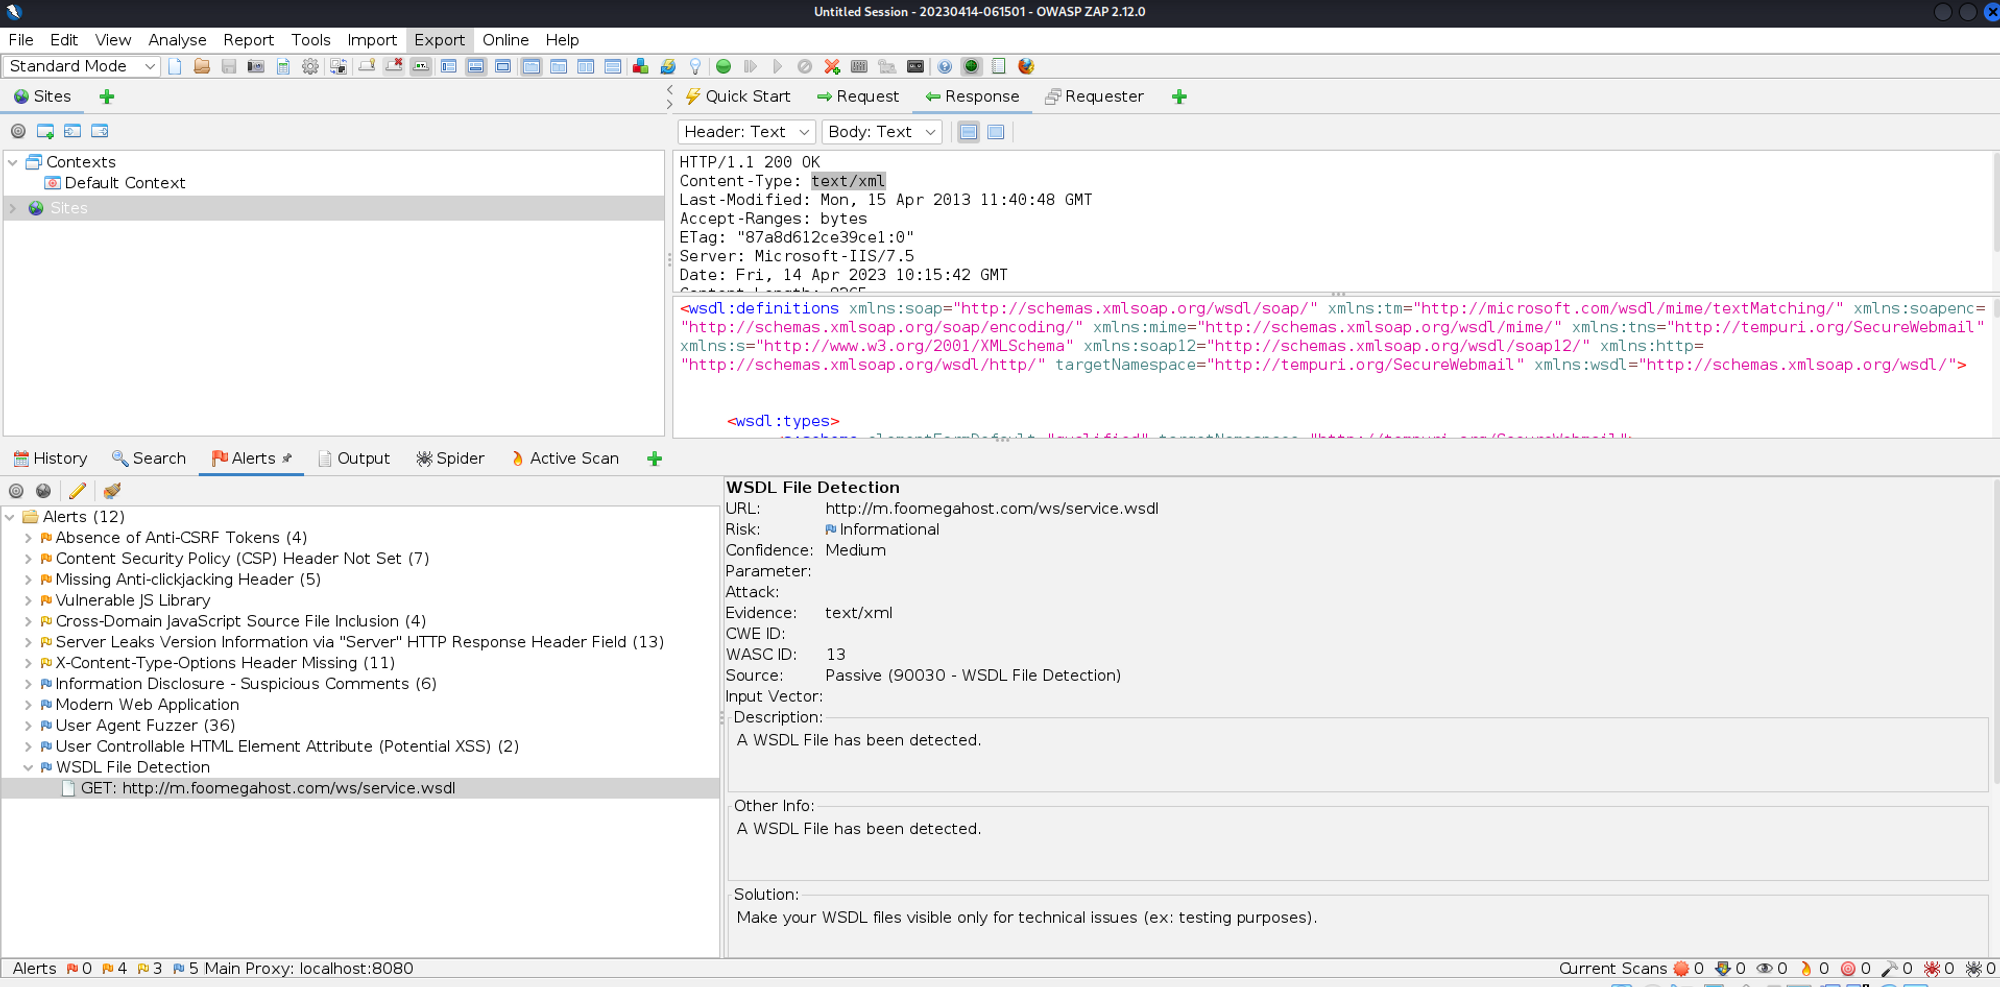 Untitled Session - 20230414-061501 - OWASP ZAP 2.12.0
File Edit View Analyse Report Tools Import Export Online Help
Standard Mode
Sites
Quick Start Request Response Requester
Header: Text Body: Text
Contexts
Default Context
Sites
HTTP/1.1 200 OK
Content-Type: text/xml
Last-Modified: Mon, 15 Apr 2013 11:40:48 GMT
Accept-Ranges: bytes
ETag: "87a8d612ce39ce1:0"
Server: Microsoft-IIS/7.5
Date: Fri, 14 Apr 2023 10:15:42 GMT
<wsdl:definitions xmlns:soap="http://schemas.xmlsoap.org/wsdl/soap/" xmlns:tm="http://microsoft.com/wsdl/mime/textMatching/" xmlns:soapenc=
"http://schemas.xmlsoap.org/soap/encoding/" xmlns:mime="http://schemas.xmlsoap.org/wsdl/mime/" xmlns:tns="http://tempuri.org/SecureWebmail"
xmlns:s="http://www.w3.org/2001/XMLSchema" xmlns:soap12="http://schemas.xmlsoap.org/wsdl/soap12/" xmlns:http=
"http://schemas.xmlsoap.org/wsdl/http/" targetNamespace="http://tempuri.org/SecureWebmail" xmlns:wsdl="http://schemas.xmlsoap.org/wsdl/">
<wsdl:types>
History Search Alerts Output Spider Active Scan
Alerts (12)
Absence of Anti-CSRF Tokens (4)
Content Security Policy (CSP) Header Not Set (7)
Missing Anti-clickjacking Header (5)
Vulnerable JS Library
Cross-Domain JavaScript Source File Inclusion (4)
Server Leaks Version Information via "Server" HTTP Response Header Field (13)
X-Content-Type-Options Header Missing (11)
Information Disclosure - Suspicious Comments (6)
Modern Web Application
User Agent Fuzzer (36)
User Controllable HTML Element Attribute (Potential XSS) (2)
WSDL File Detection
GET: http://m.foomegahost.com/ws/service.wsdl
WSDL File Detection
URL: http://m.foomegahost.com/ws/service.wsdl
Risk: Informational
Confidence: Medium
Parameter:
Attack:
Evidence: text/xml
CWE ID:
WASC ID: 13
Source: Passive (90030 - WSDL File Detection)
Input Vector:
Description:
A WSDL File has been detected.
Other Info:
A WSDL File has been detected.
Solution:
Make your WSDL files visible only for technical issues (ex: testing purposes).
Alerts 0 4 3 5 Main Proxy: localhost:8080
Current Scans 0 0 0 0 0 0 0 0